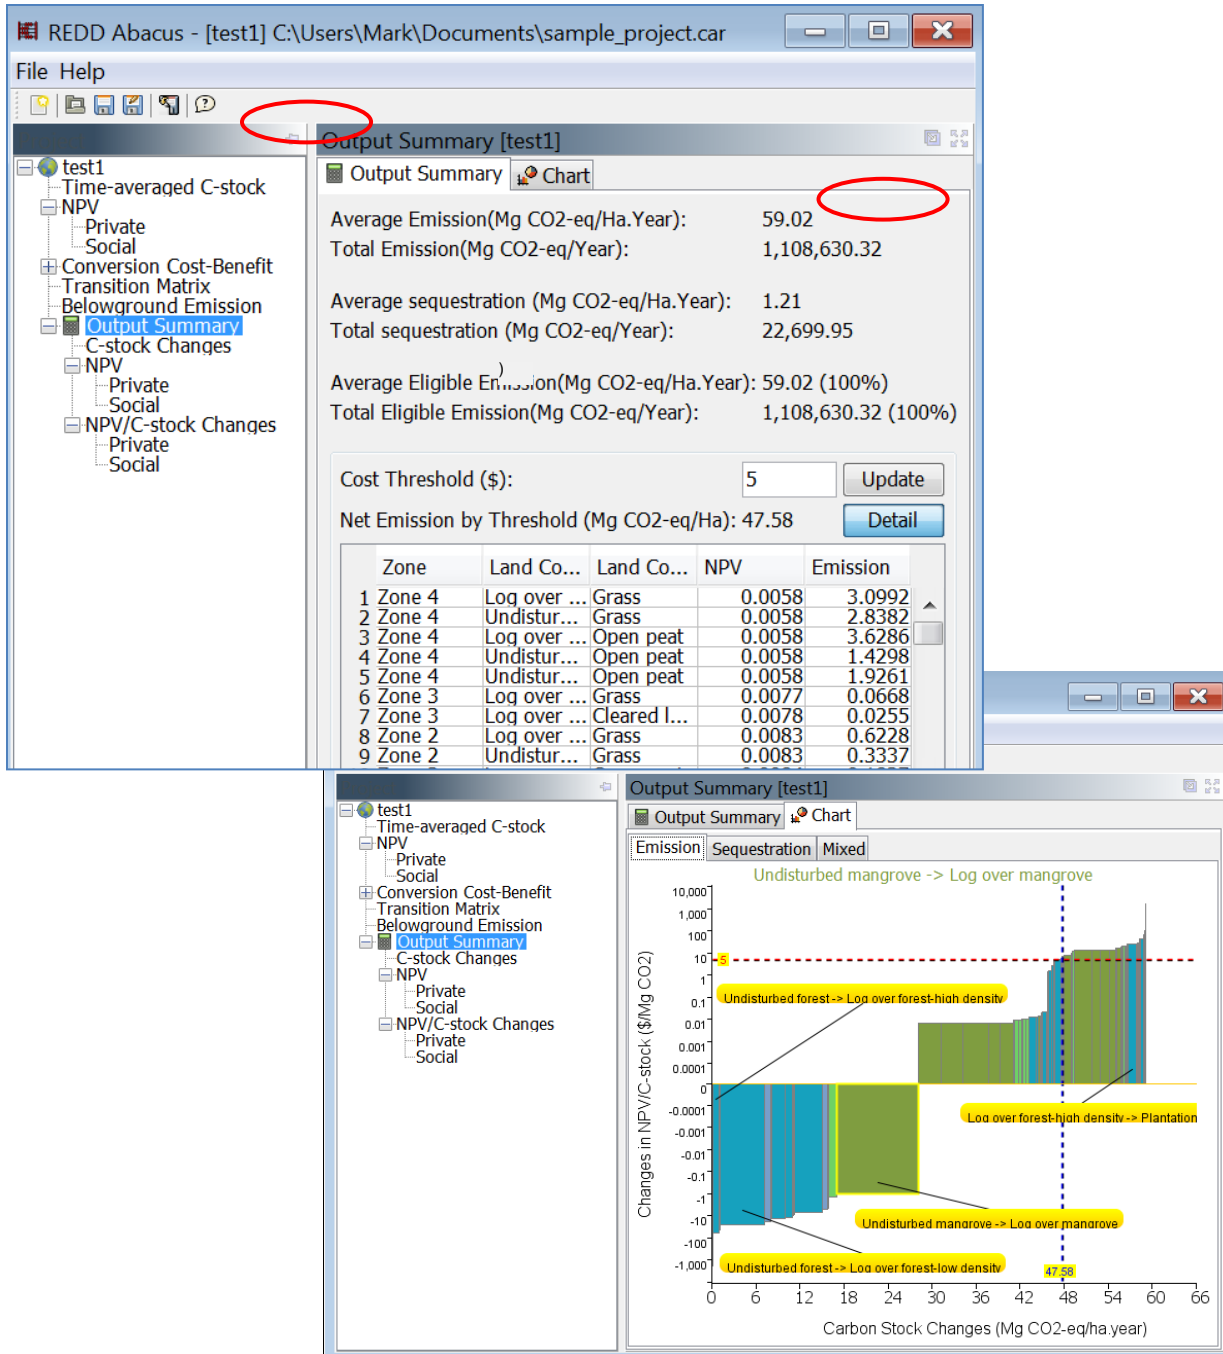 REDD Abacus - [test1] C:\Users\Mark\Documents\sample_project.car
File Help
Output Summary [test1]
Output Summary Chart
test1
Time-averaged C-stock
NPV
Private
Social
Conversion Cost-Benefit
Transition Matrix
Belowground Emission
Output Summary
C-stock Changes
NPV
Private
Social
NPV/C-stock Changes
Private
Social
Average Emission(Mg CO2-eq/Ha.Year): 59.02
Total Emission(Mg CO2-eq/Year): 1,108,630.32
Average sequestration (Mg CO2-eq/Ha.Year): 1.21
Total sequestration (Mg CO2-eq/Year): 22,699.95
)
Average Eligible Emission(Mg CO2-eq/Ha.Year): 59.02 (100%)
Total Eligible Emission(Mg CO2-eq/Year): 1,108,630.32 (100%)
Cost Threshold ($): 5 Update
Net Emission by Threshold (Mg CO2-eq/Ha): 47.58 Detail
Zone Land Co... Land Co... NPV Emission
1 Zone 4 Log over ... Grass 0.0058 3.0992
2 Zone 4 Undistur... Grass 0.0058 2.8382
3 Zone 4 Log over ... Open peat 0.0058 3.6286
4 Zone 4 Undistur... Open peat 0.0058 1.4298
5 Zone 4 Undistur... Open peat 0.0058 1.9261
6 Zone 3 Log over ... Grass 0.0077 0.0668
7 Zone 3 Log over ... Cleared l... 0.0078 0.0255
8 Zone 2 Log over ... Grass 0.0083 0.6228
9 Zone 2 Undistur... Grass 0.0083 0.3337
test1
Time-averaged C-stock
NPV
Private
Social
Conversion Cost-Benefit
Transition Matrix
Belowground Emission
Output Summary
C-stock Changes
NPV
Private
Social
NPV/C-stock Changes
Private
Social
Output Summary [test1]
Output Summary Chart
Emission Sequestration Mixed
Undisturbed mangrove -> Log over mangrove
Changes in NPV/C-stock ($/Mg CO2)
10,000
1,000
100
10
1
0.1
0.01
0.001
0.0001
0
-0.0001
-0.001
-0.01
-0.1
-1
-10
-100
-1,000
5
Undisturbed forest -> Log over forest-high density
Log over forest-high density -> Plantation
Undisturbed mangrove -> Log over mangrove
Undisturbed forest -> Log over forest-low density
47.58
0 6 12 18 24 30 36 42 48 54 60 66
Carbon Stock Changes (Mg CO2-eq/ha.year)